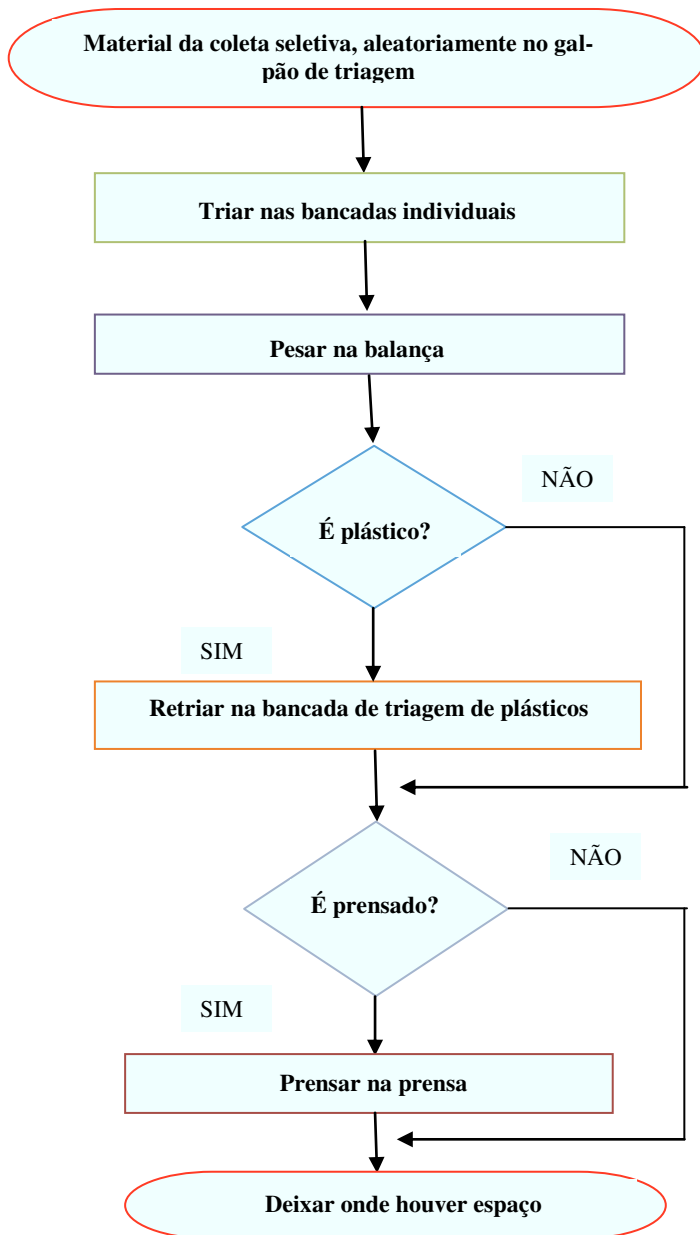 Material da coleta seletiva, aleatoriamente no gal-
pão de triagem
Triar nas bancadas individuais
Pesar na balança
NÃO
É plástico?
SIM
Retriar na bancada de triagem de plásticos
NÃO
É prensado?
SIM
Prensar na prensa
Deixar onde houver espaço